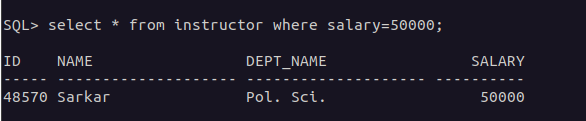 SQL> select * from instructor where salary=50000;
ID    NAME                 DEPT_NAME                SALARY
----- -------------------- -------------------- ----------
48570 Sarkar               Pol. Sci.                 50000